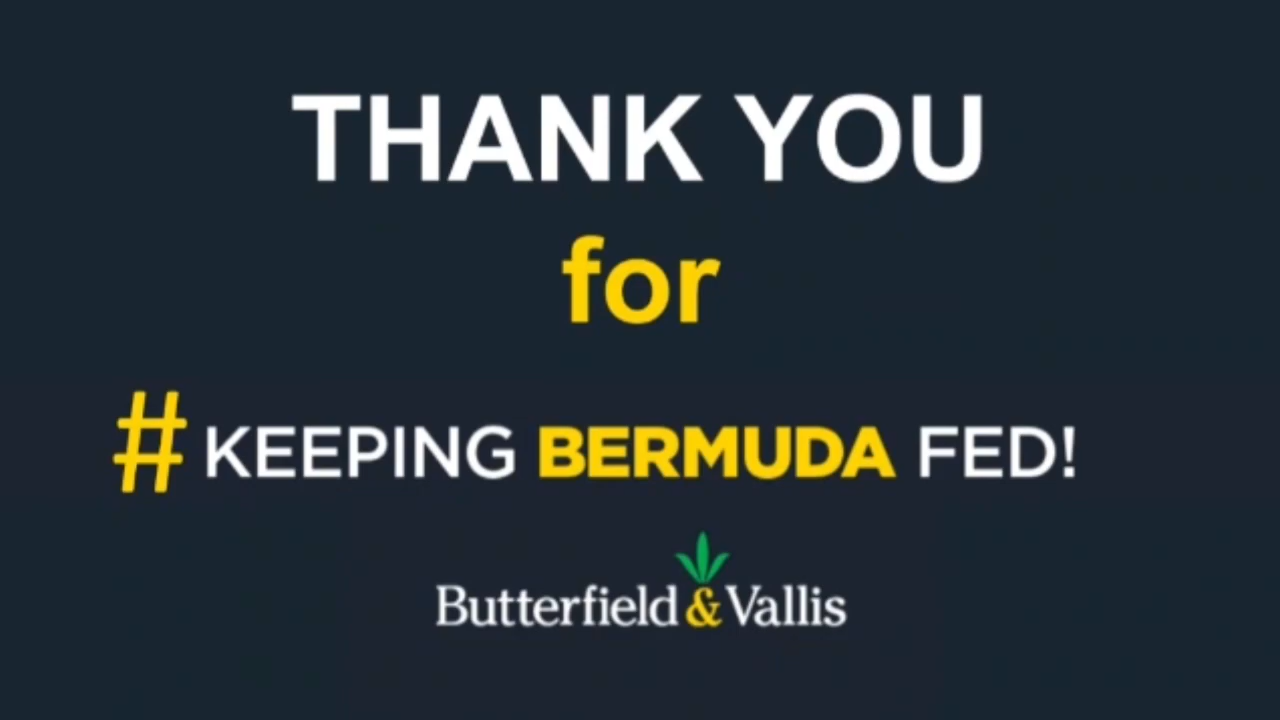 THANK YOU
for
# KEEPING BERMUDA FED!
Butterfield & Vallis